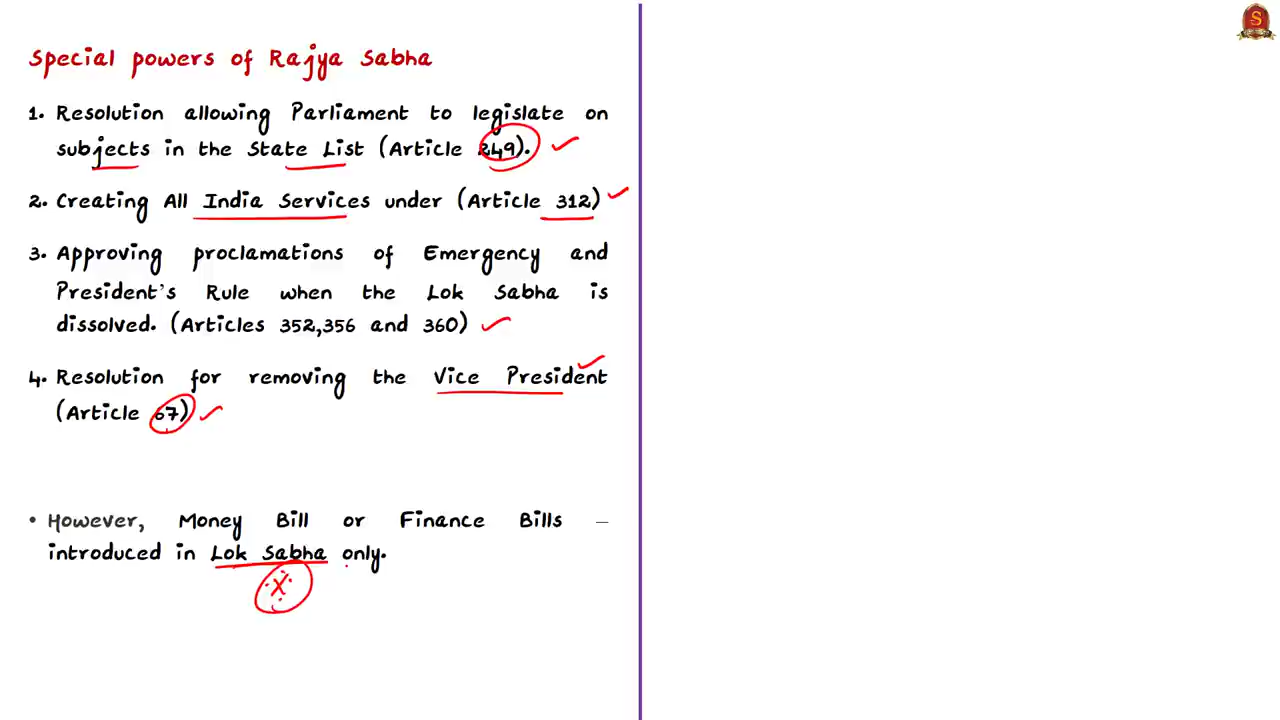 Special powers of Rajya Sabha
1. Resolution allowing Parliament to legislate on
subjects in the State List (Article 249).
2. Creating All India Services under (Article 312)
3. Approving proclamations of Emergency and
President's Rule when the Lok Sabha is
dissolved. (Articles 352,356 and 360)
4. Resolution for removing the Vice President
(Article 67)
• However, Money Bill or Finance Bills –
introduced in Lok Sabha only.
X
S